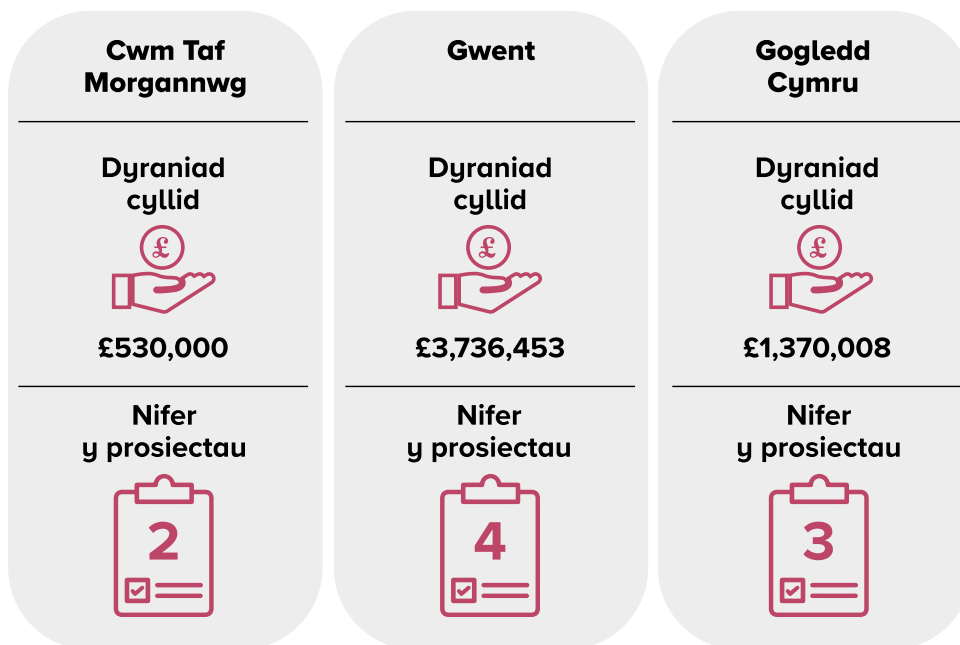 Cwm Taf
Morgannwg
Dyraniad
cyllid
£
£530,000
Nifer
y prosiectau
2
Gwent
Dyraniad
cyllid
£
£3,736,453
Nifer
y prosiectau
4
Gogledd
Cymru
Dyraniad
cyllid
£
£1,370,008
Nifer
y prosiectau
3